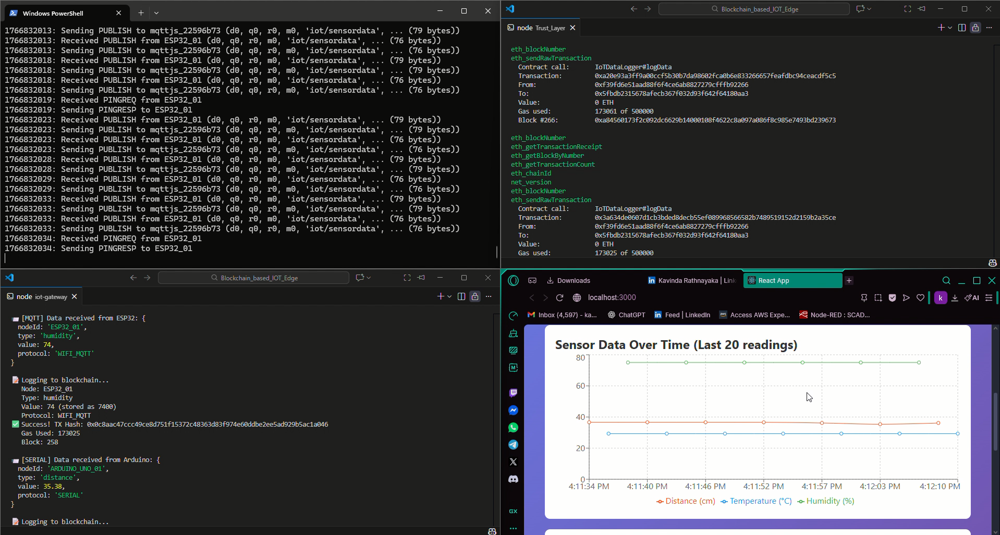 Windows PowerShell
1766832013: Sending PUBLISH to mqttjs_22596b73 (d0, q0, r0, m0, 'iot/sensordata', ... (79 bytes))
1766832013: Received PUBLISH from ESP32_01 (d0, q0, r0, m0, 'iot/sensordata', ... (76 bytes))
1766832013: Sending PUBLISH to mqttjs_22596b73 (d0, q0, r0, m0, 'iot/sensordata', ... (76 bytes))
1766832018: Received PUBLISH from ESP32_01 (d0, q0, r0, m0, 'iot/sensordata', ... (79 bytes))
1766832018: Sending PUBLISH to mqttjs_22596b73 (d0, q0, r0, m0, 'iot/sensordata', ... (79 bytes))
1766832018: Received PUBLISH from ESP32_01 (d0, q0, r0, m0, 'iot/sensordata', ... (76 bytes))
1766832018: Sending PUBLISH to mqttjs_22596b73 (d0, q0, r0, m0, 'iot/sensordata', ... (76 bytes))
1766832019: Received PINGREQ from ESP32_01
1766832019: Sending PINGRESP to ESP32_01
1766832023: Received PUBLISH from ESP32_01 (d0, q0, r0, m0, 'iot/sensordata', ... (79 bytes))
1766832023: Sending PUBLISH to mqttjs_22596b73 (d0, q0, r0, m0, 'iot/sensordata', ... (79 bytes))
1766832023: Received PUBLISH from ESP32_01 (d0, q0, r0, m0, 'iot/sensordata', ... (76 bytes))
1766832023: Sending PUBLISH to mqttjs_22596b73 (d0, q0, r0, m0, 'iot/sensordata', ... (76 bytes))
1766832028: Received PUBLISH from ESP32_01 (d0, q0, r0, m0, 'iot/sensordata', ... (79 bytes))
1766832028: Sending PUBLISH to mqttjs_22596b73 (d0, q0, r0, m0, 'iot/sensordata', ... (79 bytes))
1766832029: Received PUBLISH from ESP32_01 (d0, q0, r0, m0, 'iot/sensordata', ... (76 bytes))
1766832029: Sending PUBLISH to mqttjs_22596b73 (d0, q0, r0, m0, 'iot/sensordata', ... (76 bytes))
1766832033: Received PUBLISH from ESP32_01 (d0, q0, r0, m0, 'iot/sensordata', ... (79 bytes))
1766832033: Sending PUBLISH to mqttjs_22596b73 (d0, q0, r0, m0, 'iot/sensordata', ... (79 bytes))
1766832033: Received PUBLISH from ESP32_01 (d0, q0, r0, m0, 'iot/sensordata', ... (76 bytes))
1766832033: Sending PUBLISH to mqttjs_22596b73 (d0, q0, r0, m0, 'iot/sensordata', ... (76 bytes))
1766832034: Received PINGREQ from ESP32_01
1766832034: Sending PINGRESP to ESP32_01
Blockchain_based_IOT_Edge
node Trust_Layer
eth_blockNumber
eth_sendRawTransaction
Contract call: IoTDataLogger#logData
Transaction: 0xa20e93a3ff9a00ccf5b30b7da98602fca0b6e833266657feafdbc94ceacdf5c5
From: 0xf39fd6e51aad88f6f4ce6ab8827279cfffb92266
To: 0x5fbdb2315678afecb367f032d93f642f64180aa3
Value: 0 ETH
Gas used: 173061 of 500000
Block #266: 0xa84560173f2c092dc6629b14000108f4622c8a097a086f8c985e7493bd239673
eth_blockNumber
eth_getTransactionReceipt
eth_getBlockByNumber
eth_getTransactionCount
eth_chainId
net_version
eth_blockNumber
eth_sendRawTransaction
Contract call: IoTDataLogger#logData
Transaction: 0x3a634de0607d1cb3bded8decb55ef089968566582b7489519152d2159b2a35ce
From: 0xf39fd6e51aad88f6f4ce6ab8827279cfffb92266
To: 0x5fbdb2315678afecb367f032d93f642f64180aa3
Value: 0 ETH
Gas used: 173025 of 500000
Blockchain_based_IOT_Edge
node iot-gateway
[MQTT] Data received from ESP32: {
nodeId: 'ESP32_01',
type: 'humidity',
value: 74,
protocol: 'WIFI_MQTT'
}
Logging to blockchain...
Node: ESP32_01
Type: humidity
Value: 74 (stored as 7400)
Protocol: WIFI_MQTT
Success! TX Hash: 0x0c8aac47ccc49ce8d751f15372c48363d83f974e60ddbe2ee5ad929b5ac1a046
Gas Used: 173025
Block: 258
[SERIAL] Data received from Arduino: {
nodeId: 'ARDUINO_UNO_01',
type: 'distance',
value: 35.38,
protocol: 'SERIAL'
}
Logging to blockchain...
Downloads
Kavinda Rathnayaka | Link
React App
localhost:3000
k
AI
Inbox (4,597) - ka...
ChatGPT
Feed | LinkedIn
Access AWS Expe...
Node-RED : SCAD...
GX
Sensor Data Over Time (Last 20 readings)
80
60
40
20
0
4:11:34 PM 4:11:40 PM 4:11:46 PM 4:11:52 PM 4:11:57 PM 4:12:03 PM 4:12:10 PM
Distance (cm) Temperature (°C) Humidity (%)